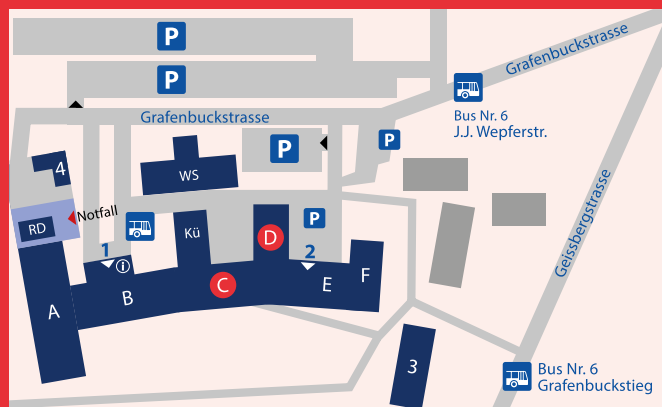 P
P
Grafenbuckstrasse
Bus Nr. 6
J.J. Wepferstr.
Grafenbuckstrasse
P
P
4
WS
Notfall
RD
P
Kü
D
1
i
2
C
A
B
E
F
Geissbergstrasse
3
Bus Nr. 6
Grafenbuckstieg